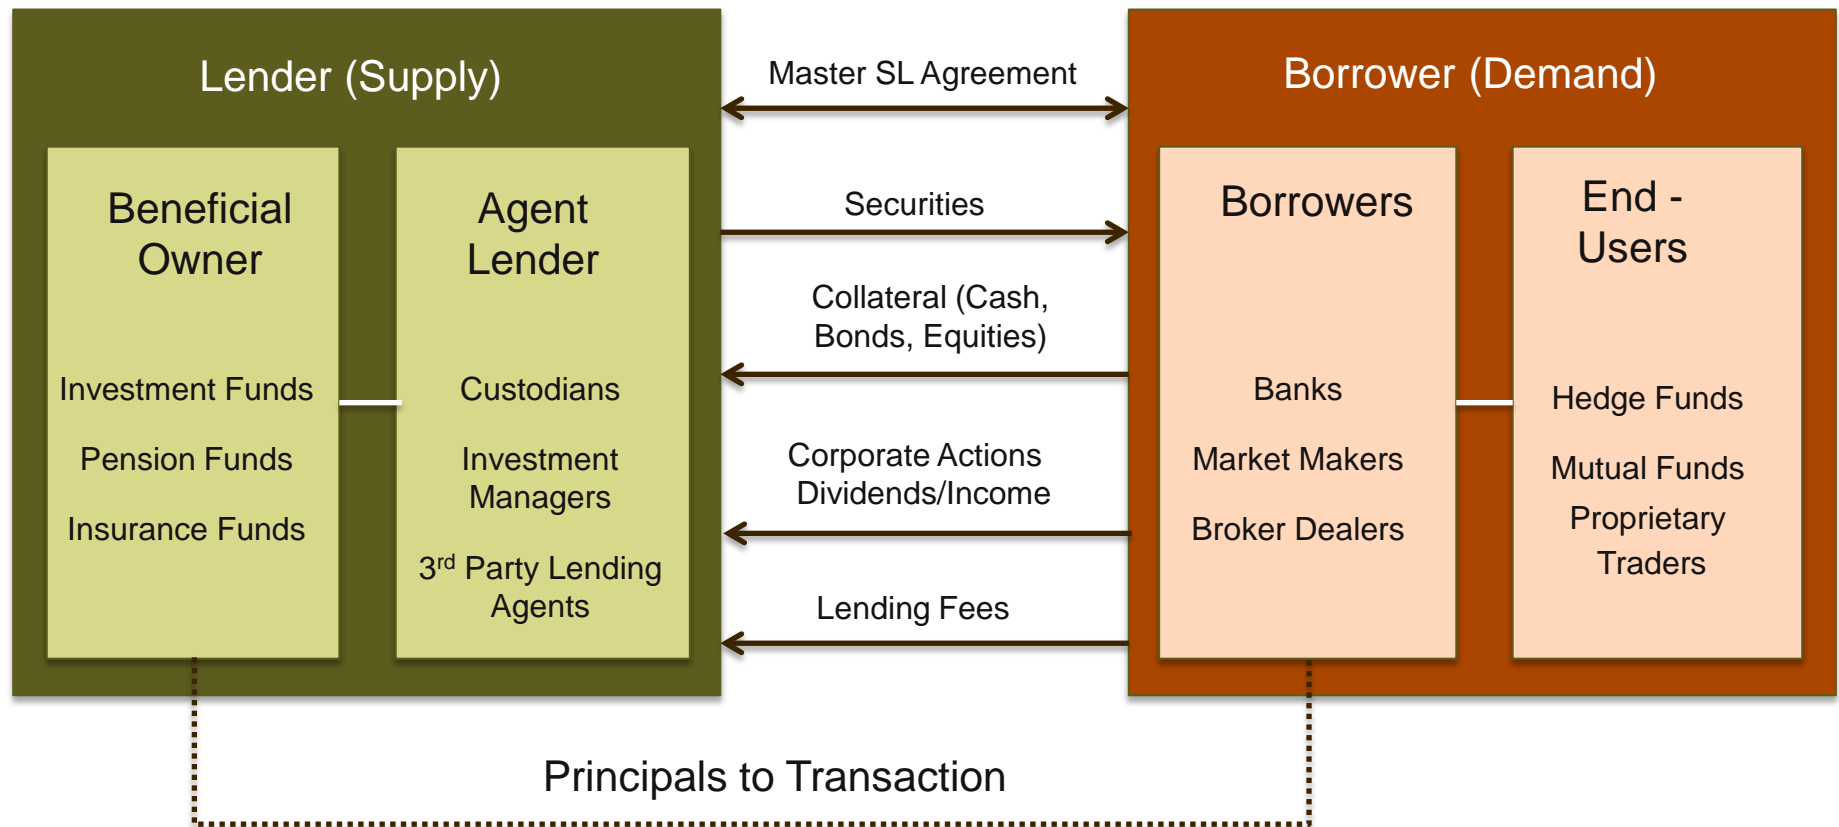 Lender (Supply)
Beneficial
Owner
Investment Funds
Pension Funds
Insurance Funds
Agent
Lender
Custodians
Investment
Managers
3rd Party Lending
Agents
Master SL Agreement
Securities
Collateral (Cash,
Bonds, Equities)
Corporate Actions
Dividends/Income
Lending Fees
Borrower (Demand)
Borrowers
Banks
Market Makers
Broker Dealers
End -
Users
Hedge Funds
Mutual Funds
Proprietary
Traders
Principals to Transaction